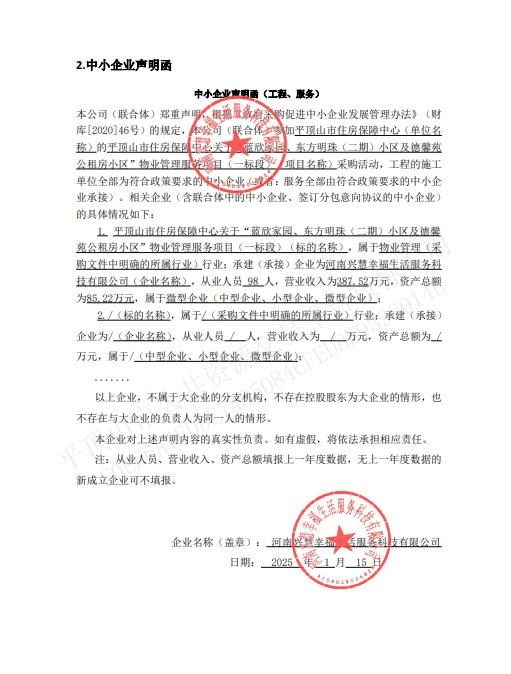 2.中小企业声明函
中小企业声明函（工程、服务）
本公司（联合体）郑重声明，根据《政府采购促进中小企业发展管理办法》（财
库[2020]46号）的规定，本公司（联合体）参加平顶山市住房保障中心（单位名
称）的平顶山市住房保障中心关于“蓝欣家园、东方明珠（二期）小区及德馨苑
公租房小区”物业管理服务项目（一标段）（项目名称）采购活动，工程的施工
单位全部为符合政策要求的中小企业（或者：服务全部由符合政策要求的中小企
业承接）。相关企业（含联合体中的中小企业、签订分包意向协议的中小企业）
的具体情况如下：
1. 平顶山市住房保障中心关于“蓝欣家园、东方明珠（二期）小区及德馨
苑公租房小区”物业管理服务项目（一标段）（标的名称），属于物业管理（采
购文件中明确的所属行业）行业；承建（承接）企业为河南兴慧幸福生活服务科
技有限公司（企业名称），从业人员 98 人，营业收入为387.52万元，资产总额
为85.22万元，属于微型企业（中型企业、小型企业、微型企业）；
2./（标的名称），属于/（采购文件中明确的所属行业）行业；承建（承接）
企业为/（企业名称），从业人员 / 人，营业收入为 / 万元，资产总额为 /
万元，属于/（中型企业、小型企业、微型企业）；
.......
以上企业，不属于大企业的分支机构，不存在控股股东为大企业的情形，也
不存在与大企业的负责人为同一人的情形。
本企业对上述声明内容的真实性负责。如有虚假，将依法承担相应责任。
注：从业人员、营业收入、资产总额填报上一年度数据，无上一年度数据的
新成立企业可不填报。
企业名称（盖章）：河南兴慧幸福生活服务科技有限公司
日期： 2025 年 1 月 15 日